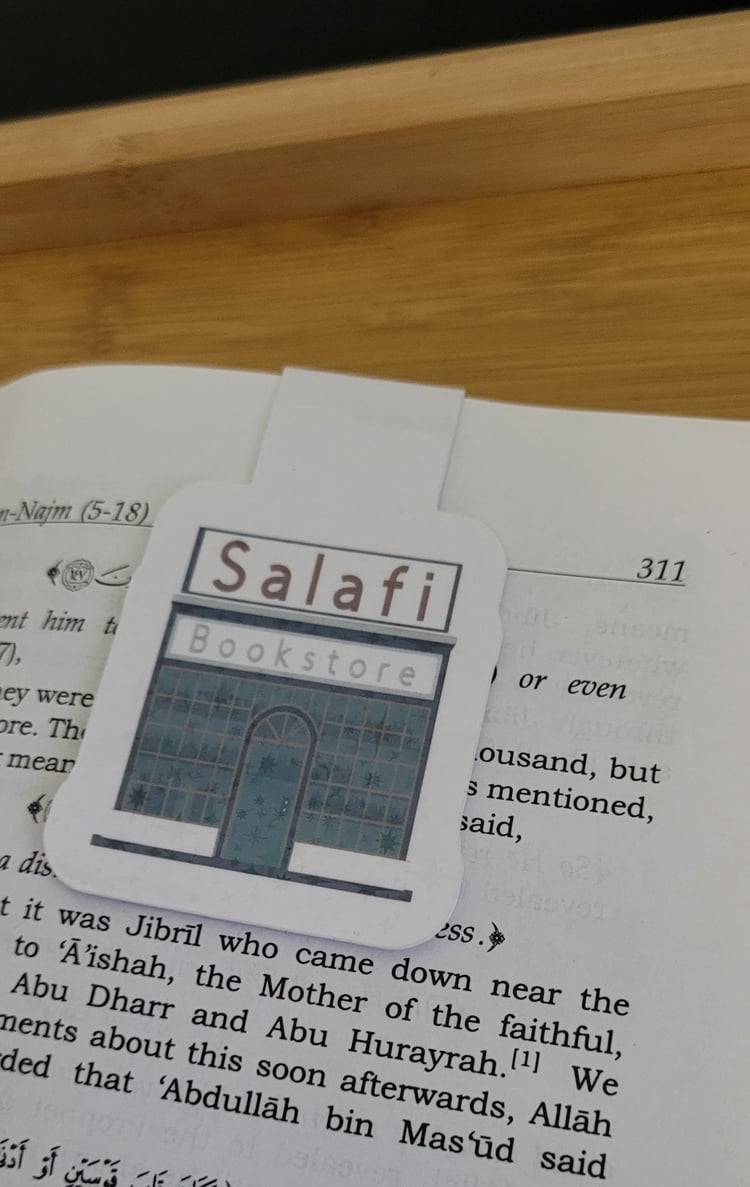 n-Najm (5-18)
311
Salafi
Bookstore
ent him
7),
or even
ey were
ore.
ousand, but
mean
s mentioned,
said,
a dis
ess.
t it was Jibrīl who came down near the
to ‘Ā’ishah, the Mother of the faithful,
Abu Dharr and Abu Hurayrah.[1] We
ments about this soon afterwards, Allāh
ded that ‘Abdullāh bin Mas‘ūd said
قَوْسَيْنِ أَوْ